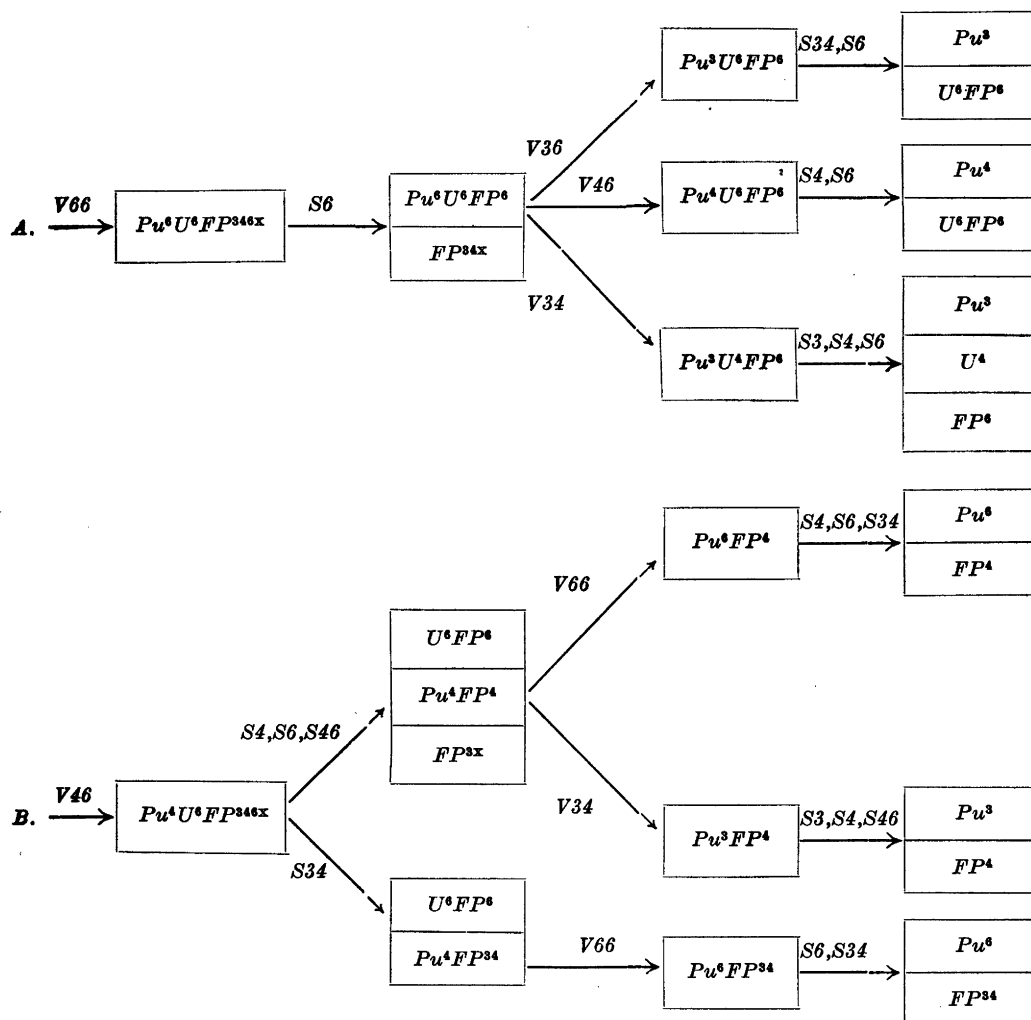 Pu³U⁶FP⁶
S34,S6
Pu³
U⁶FP⁶
V36
A.
V66
Pu⁶U⁶FP³⁴⁶ˣ
S6
Pu⁶U⁶FP⁶
FP³⁴ˣ
V46
Pu⁴U⁶FP⁶
S4,S6
Pu⁴
U⁶FP⁶
V34
Pu³U⁴FP⁶
S3,S4,S6
Pu³
U⁴
FP⁶
Pu⁶FP⁴
S4,S6,S34
Pu⁶
FP⁴
V66
U⁶FP⁶
Pu⁴FP⁴
FP³ˣ
S4,S6,S46
B.
V46
Pu⁴U⁶FP³⁴⁶ˣ
V34
Pu³FP⁴
S3,S4,S46
Pu³
FP⁴
S34
U⁶FP⁶
Pu⁴FP³⁴
V66
Pu⁶FP³⁴
S6,S34
Pu⁶
FP³⁴